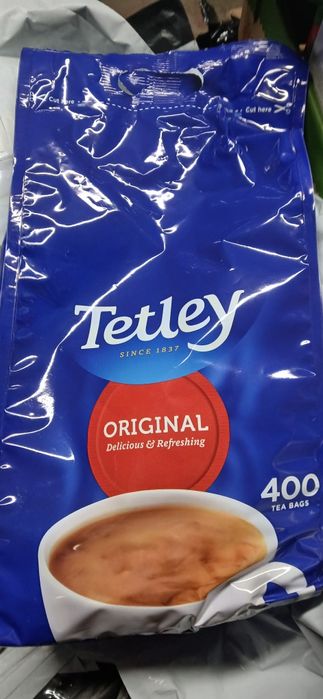 Cut here
Cut here
Tetley
SINCE 1837
ORIGINAL
Delicious & Refreshing
400
TEA BAGS